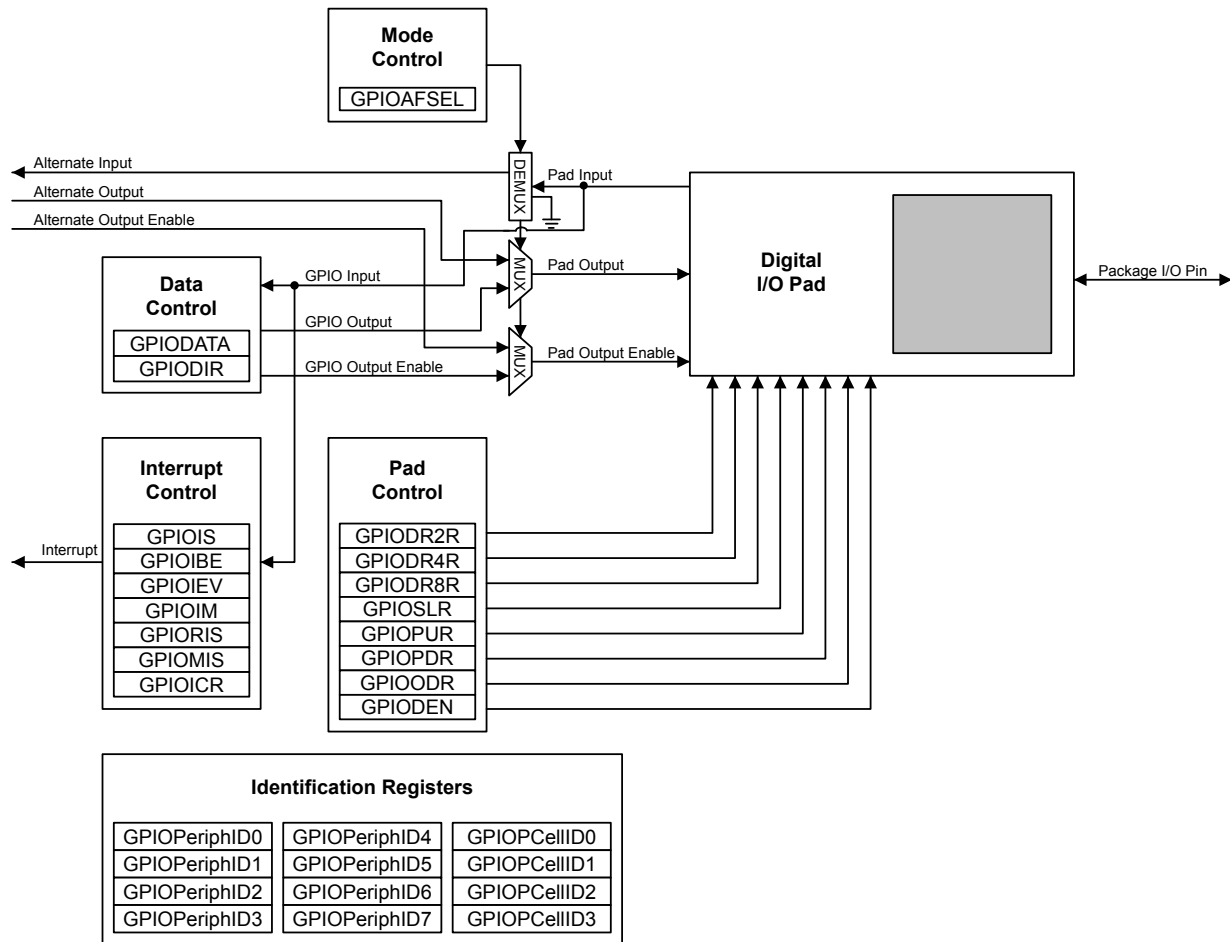 Mode
Control
GPIOAFSEL
Alternate Input
Alternate Output
Alternate Output Enable
DEMUX
Pad Input
MUX
Pad Output
MUX
Pad Output Enable
Digital
I/O Pad
Package I/O Pin
Data
Control
GPIODATA
GPIODIR
GPIO Input
GPIO Output
GPIO Output Enable
Interrupt
Control
GPIOIS
GPIOIBE
GPIOIEV
GPIOIM
GPIORIS
GPIOMIS
GPIOICR
Interrupt
Pad
Control
GPIODR2R
GPIODR4R
GPIODR8R
GPIOSLR
GPIOPUR
GPIOPDR
GPIOODR
GPIODEN
Identification Registers
GPIOPeriphID0
GPIOPeriphID1
GPIOPeriphID2
GPIOPeriphID3
GPIOPeriphID4
GPIOPeriphID5
GPIOPeriphID6
GPIOPeriphID7
GPIOPCellID0
GPIOPCellID1
GPIOPCellID2
GPIOPCellID3